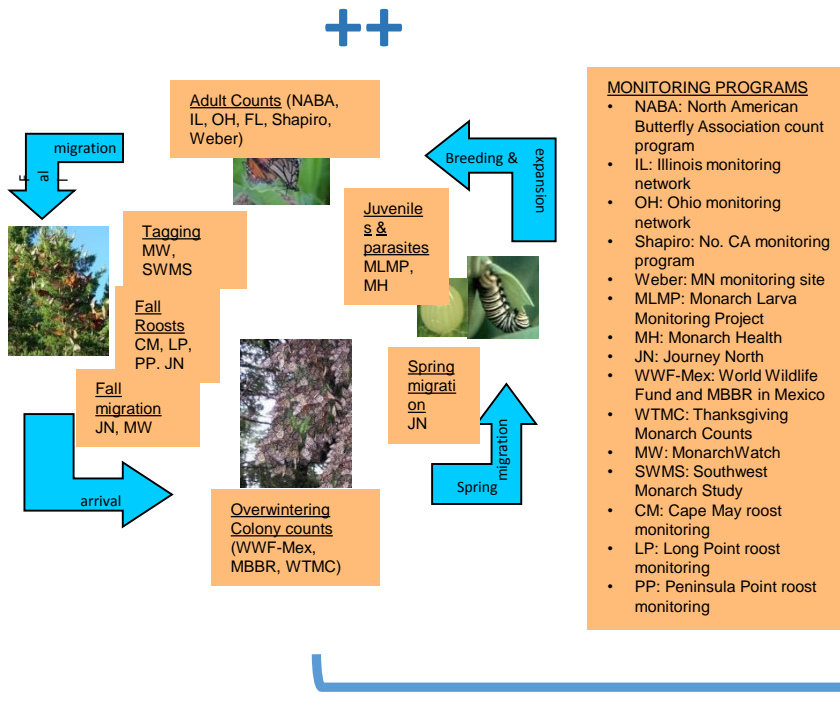 ++
Adult Counts (NABA,
IL, OH, FL, Shapiro,
Weber)
migration
Fal
l
Breeding &
expansion
Juvenile
s &
parasites
MLMP,
MH
Tagging
MW,
SWMS
Fall
Roosts
CM, LP,
PP. JN
Fall
migration
JN, MW
arrival
Spring
migrati
on
JN
Spring
migration
Overwintering
Colony counts
(WWF-Mex,
MBBR, WTMC)
MONITORING PROGRAMS
• NABA: North American
Butterfly Association count
program
• IL: Illinois monitoring
network
• OH: Ohio monitoring
network
• Shapiro: No. CA monitoring
program
• Weber: MN monitoring site
• MLMP: Monarch Larva
Monitoring Project
• MH: Monarch Health
• JN: Journey North
• WWF-Mex: World Wildlife
Fund and MBBR in Mexico
• WTMC: Thanksgiving
Monarch Counts
• MW: MonarchWatch
• SWMS: Southwest
Monarch Study
• CM: Cape May roost
monitoring
• LP: Long Point roost
monitoring
• PP: Peninsula Point roost
monitoring